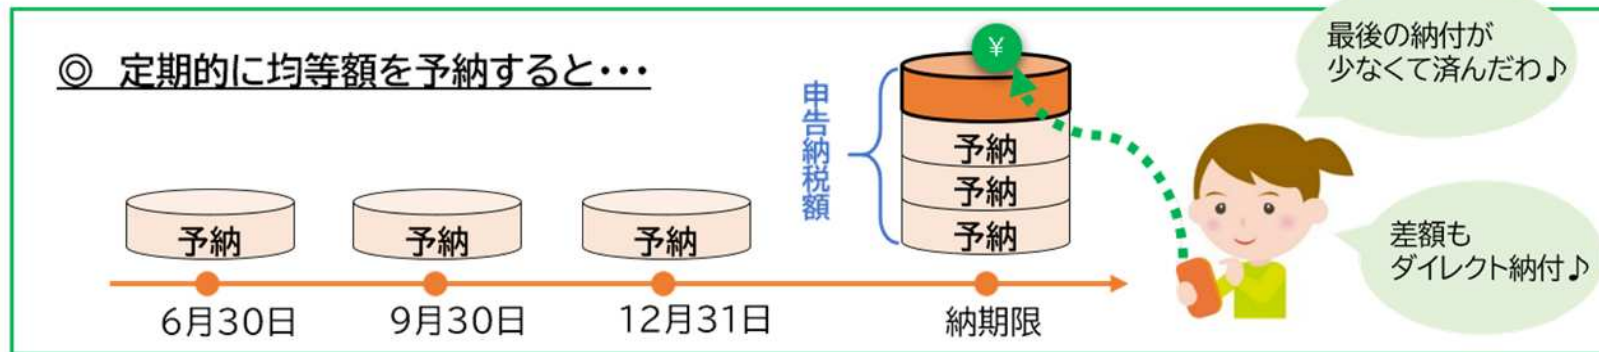 ◎ 定期的に均等額を予納すると・・・
最後の納付が
少なくて済んだわ♪
¥
申告納税額
予納
予納
予納
予納
予納
予納
差額も
ダイレクト納付♪
6月30日
9月30日
12月31日
納期限